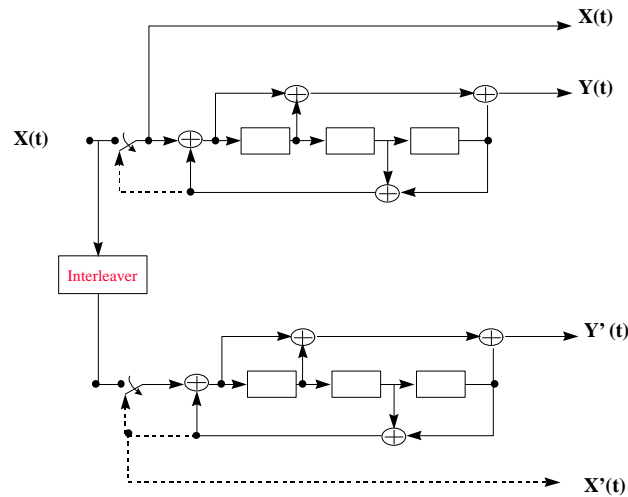 X(t)
Y(t)
X(t)
Interleaver
Y’ (t)
X’(t)